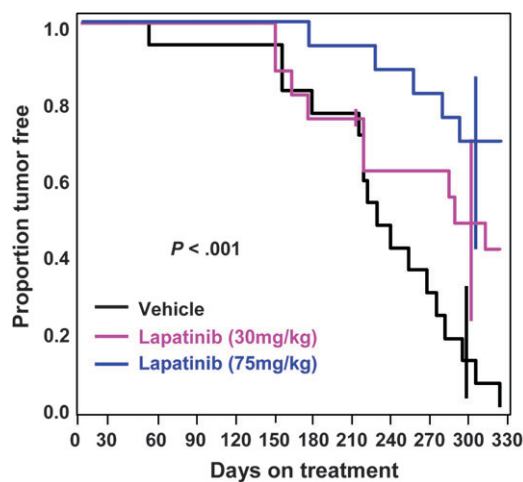 Proportion tumor free
1.0
0.8
0.6
0.4
0.2
0.0
P < .001
Vehicle
Lapatinib (30mg/kg)
Lapatinib (75mg/kg)
0 30 60 90 120 150 180 210 240 270 300 330
Days on treatment